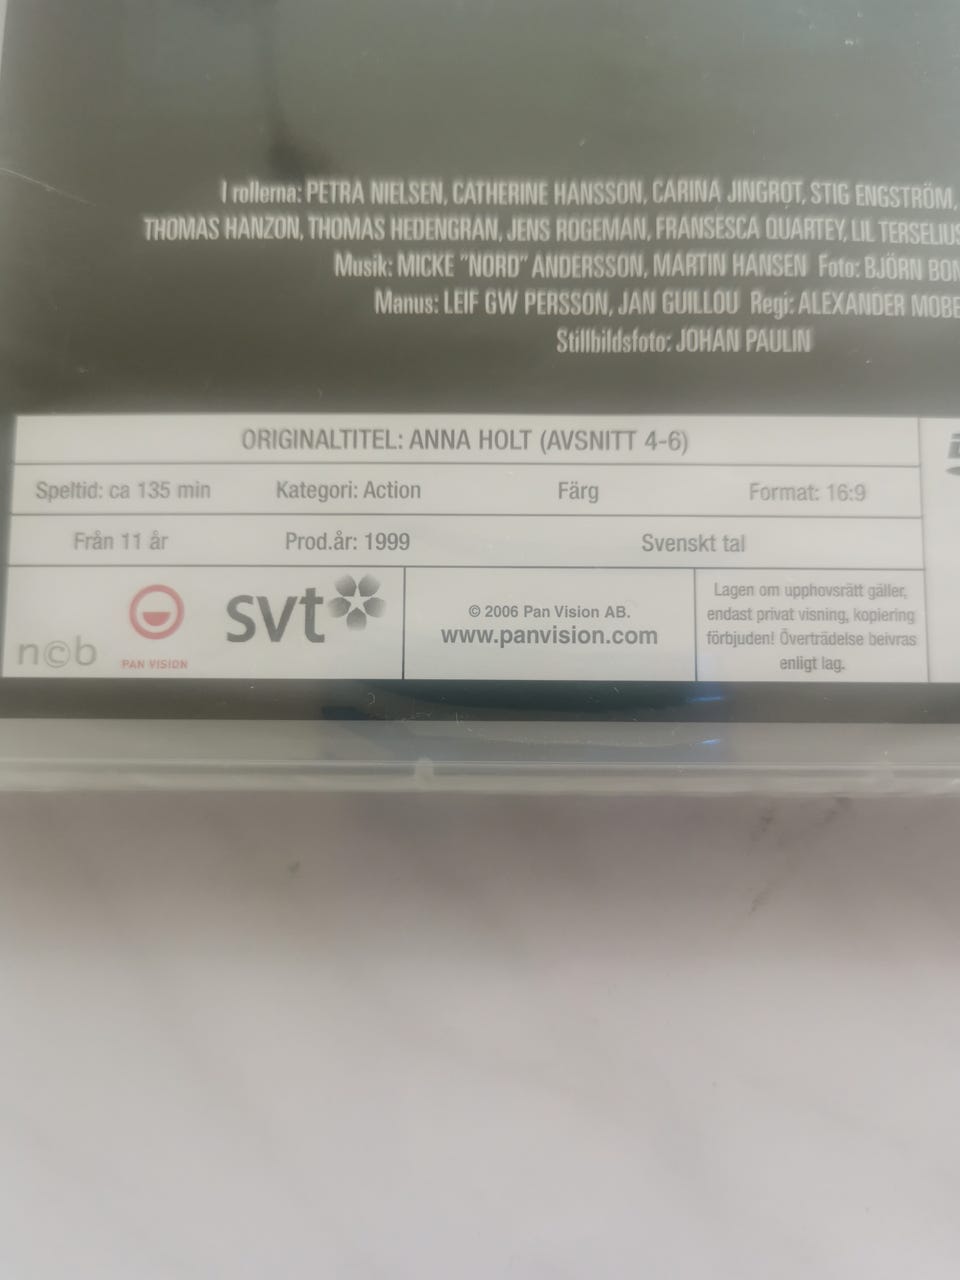 I rollerna: PETRA NIELSEN, CATHERINE HANSSON, CARINA JINGROT, STIG ENGSTRÖM,
THOMAS HANZON, THOMAS HEDENGRAN, JENS ROGEMAN, FRANSESCA QUARTEY, LIL TERSELIUS
Musik: MICKE "NORD" ANDERSSON, MARTIN HANSEN Foto: BJÖRN
Manus: LEIF GW PERSSON, JAN GUILLOU Regi: ALEXANDER
Stillbildsfoto: JOHAN PAULIN
ORIGINALTITEL: ANNA HOLT (AVSNITT 4-6)
Speltid: ca 135 min Kategori: Action Färg Format: 16:9
Från 11 år Prod.år: 1999 Svenskt tal
n©b
PAN VISION
svt
© 2006 Pan Vision AB.
www.panvision.com
Lagen om upphovsrätt gäller,
endast privat visning, kopiering
förbjuden! Överträdelse beivras
enligt lag.